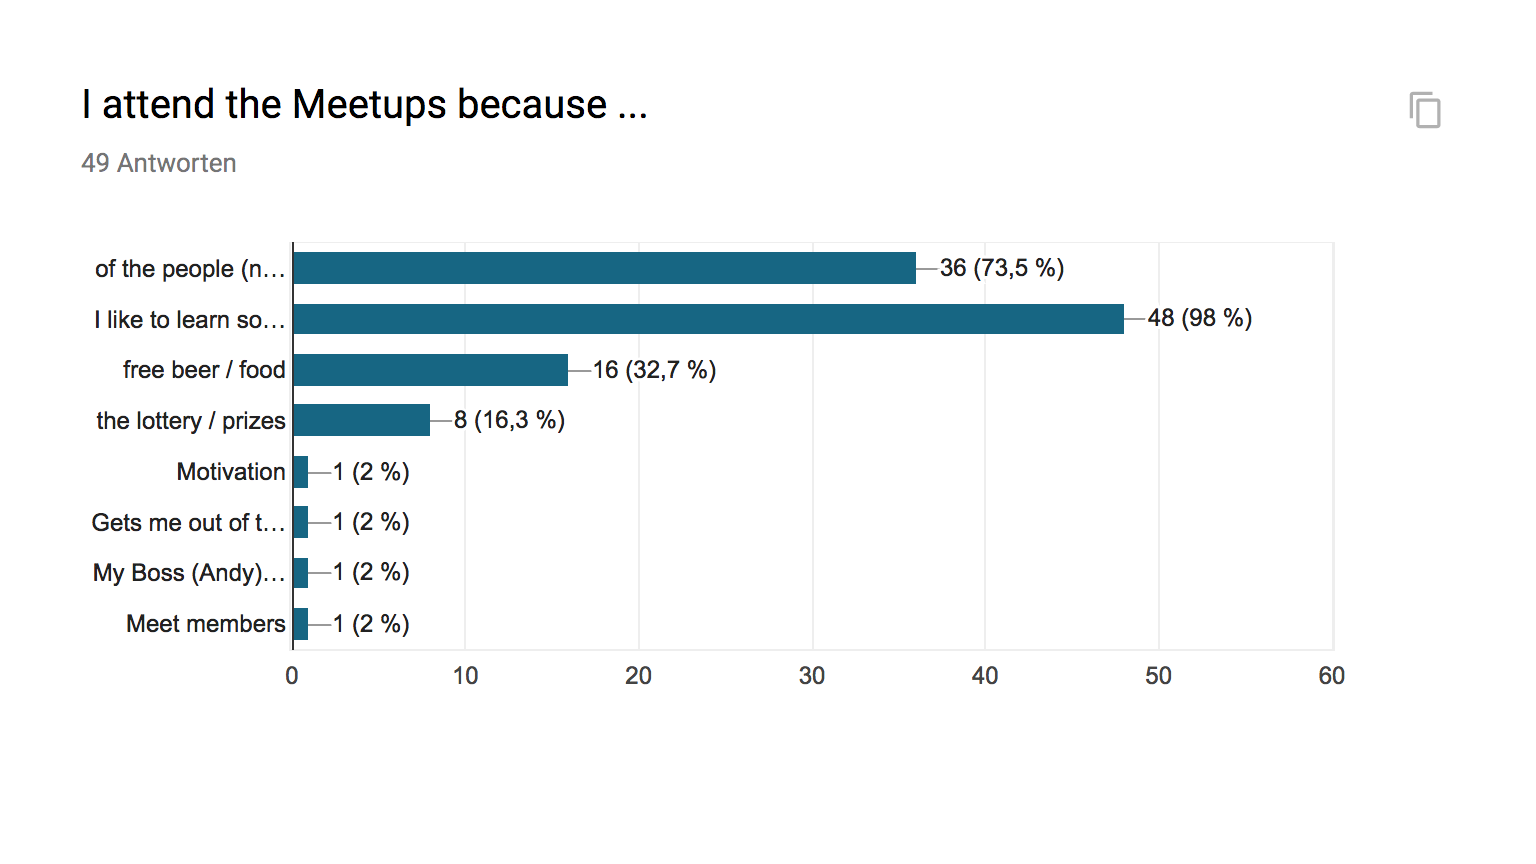 I attend the Meetups because ...
49 Antworten
of the people (n…
36 (73,5 %)
I like to learn so…
48 (98 %)
free beer / food
16 (32,7 %)
the lottery / prizes
8 (16,3 %)
Motivation
1 (2 %)
Gets me out of t…
1 (2 %)
My Boss (Andy)…
1 (2 %)
Meet members
1 (2 %)
0 10 20 30 40 50 60